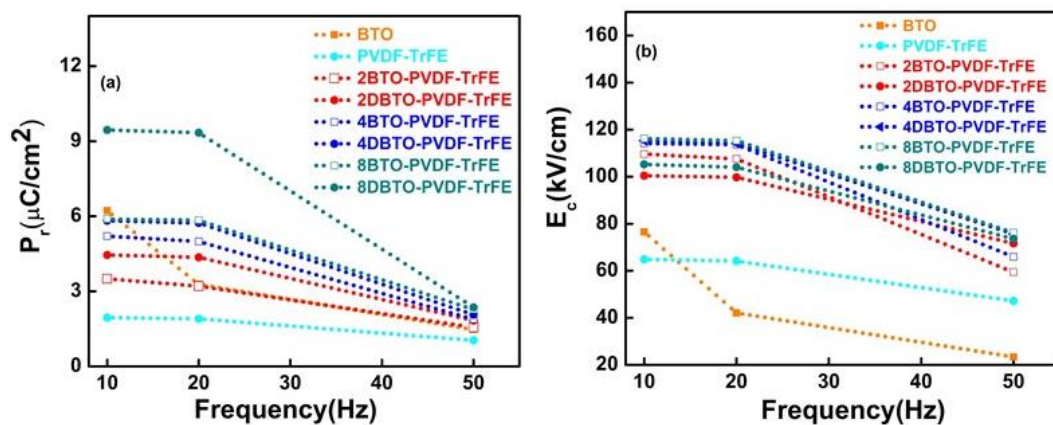 (a)
BTO
PVDF-TrFE
2BTO-PVDF-TrFE
2DBTO-PVDF-TrFE
4BTO-PVDF-TrFE
4DBTO-PVDF-TrFE
8BTO-PVDF-TrFE
8DBTO-PVDF-TrFE
12
9
6
3
0
Pr(μC/cm²)
10 20 30 40 50
Frequency(Hz)
(b)
BTO
PVDF-TrFE
2BTO-PVDF-TrFE
2DBTO-PVDF-TrFE
4BTO-PVDF-TrFE
4DBTO-PVDF-TrFE
8BTO-PVDF-TrFE
8DBTO-PVDF-TrFE
160
140
120
100
80
60
40
20
Ec(kV/cm)
10 20 30 40 50
Frequency(Hz)